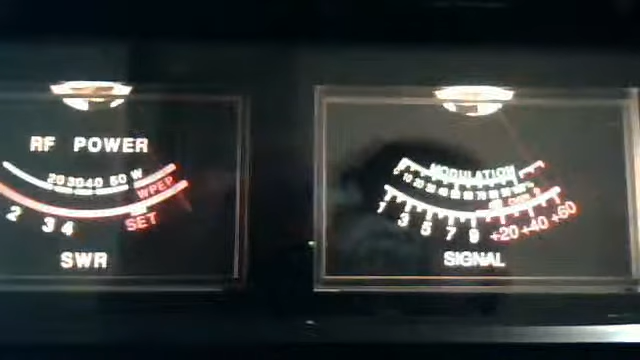 RF POWER
20 30 40 50 W
WPEP
SET
2 3 4
SWR
MODULATION
1 3 5 7 9 +20 +40 +60
SIGNAL